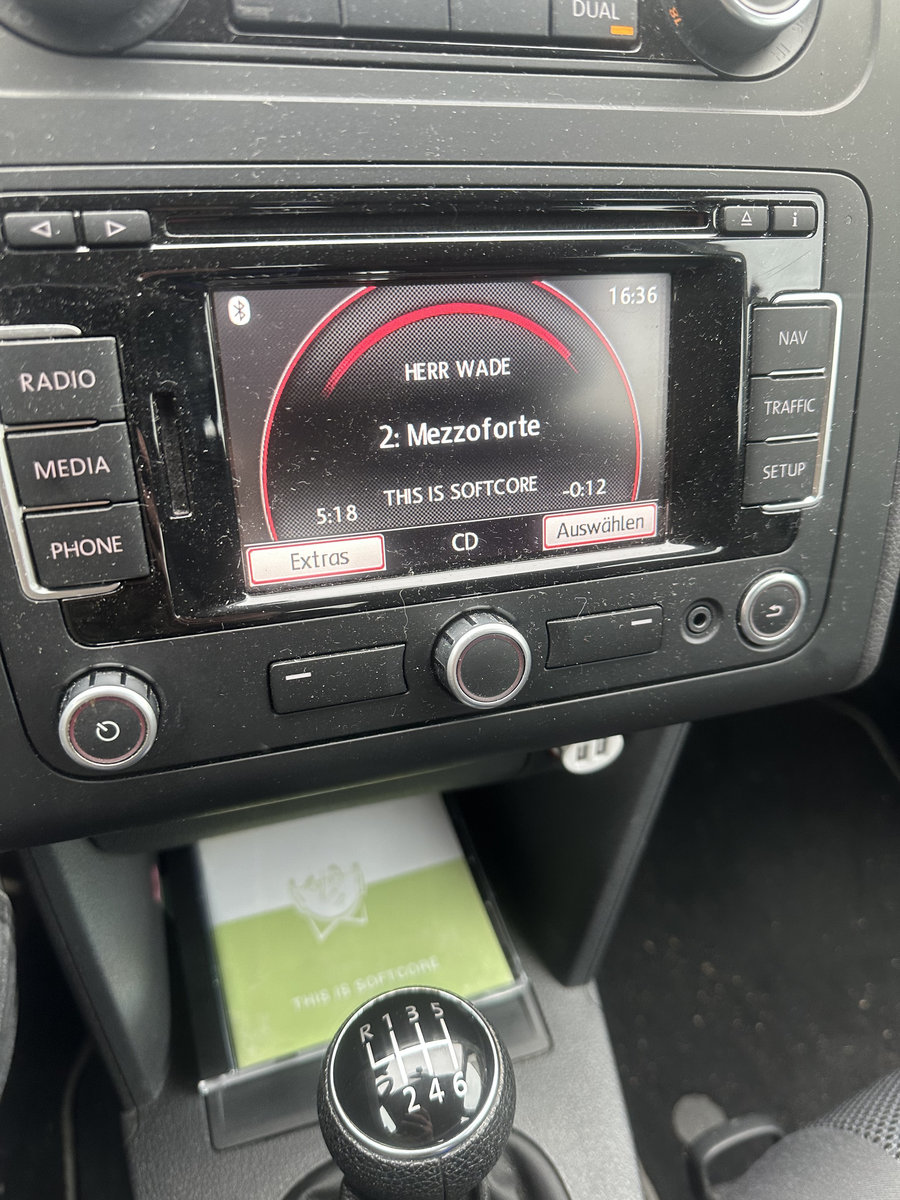 DUAL
i
16:36
RADIO
NAV
HERR WADE
TRAFFIC
2: Mezzoforte
MEDIA
SETUP
THIS IS SOFTCORE
5:18
-0:12
PHONE
Extras
CD
Auswählen
THIS IS SOFTCORE
R 1 3 5
2 4 6